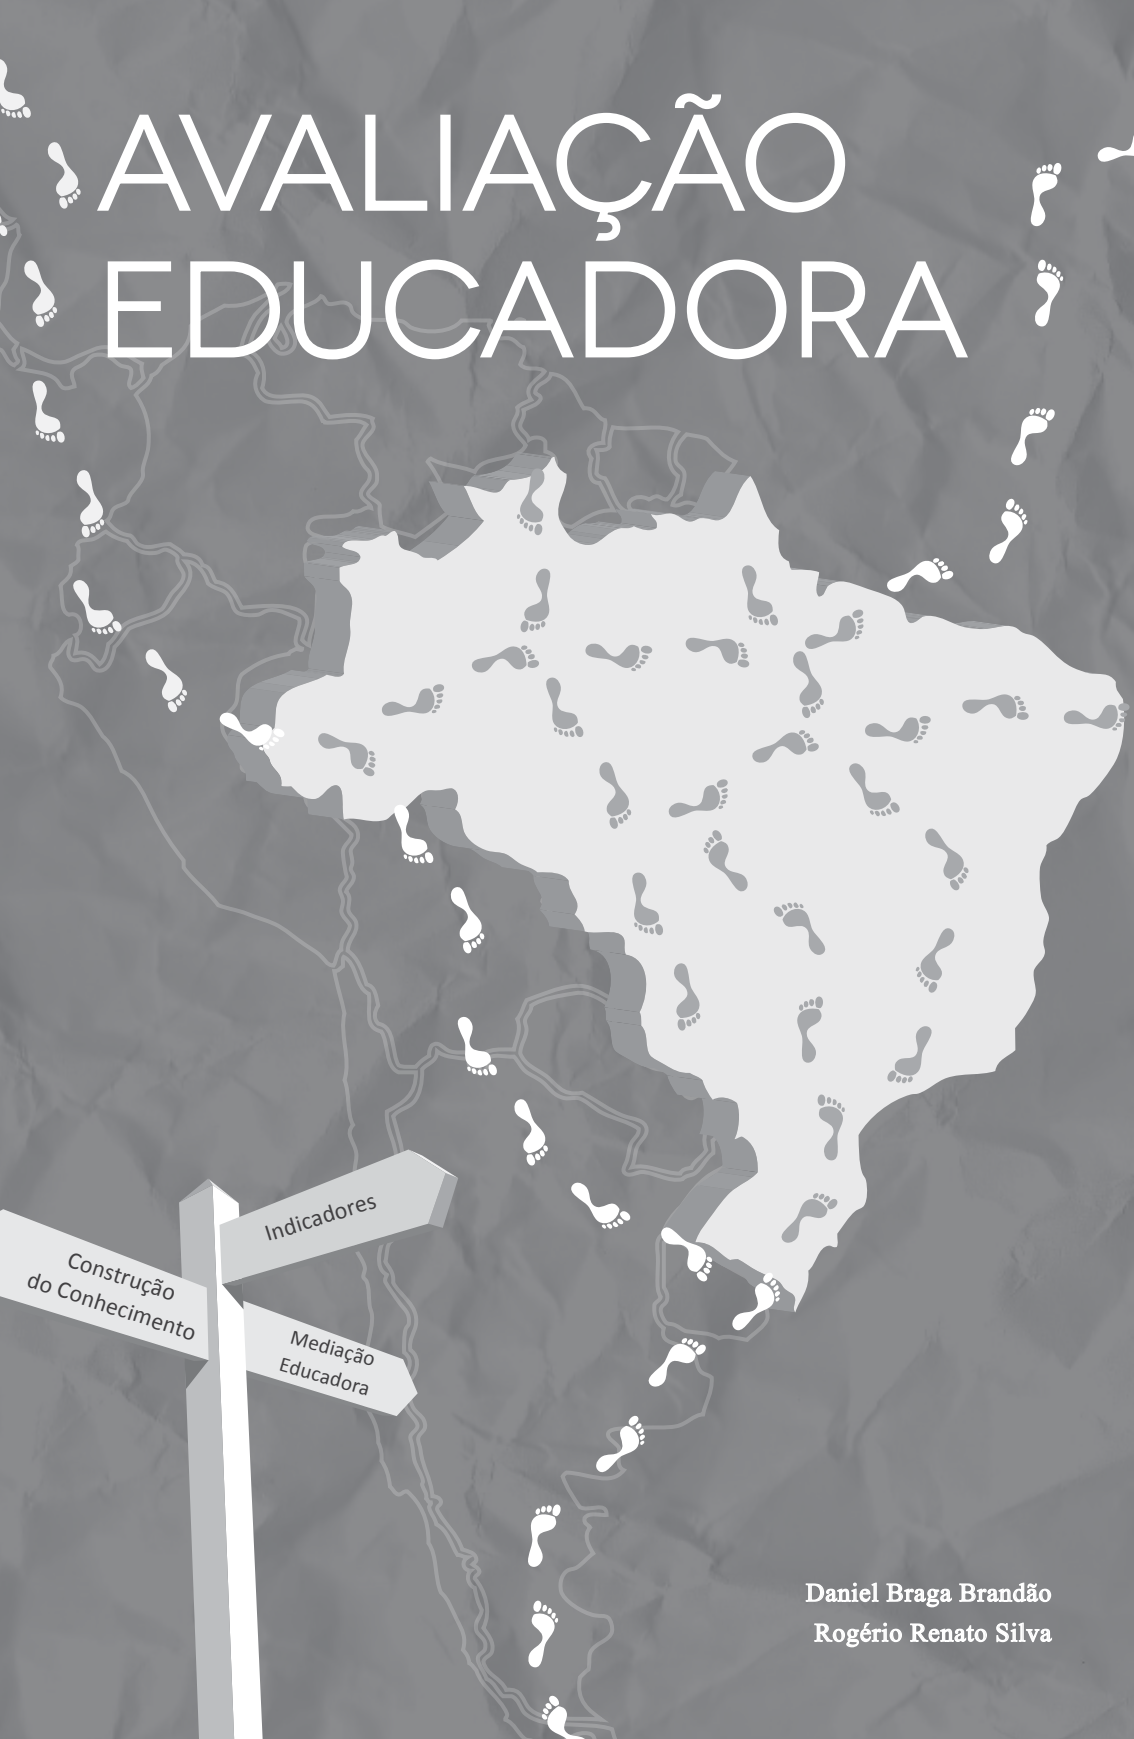 AVALIAÇÃO
EDUCADORA
Indicadores
Construção
do Conhecimento
Mediação
Educadora
Daniel Braga Brandão
Rogério Renato Silva